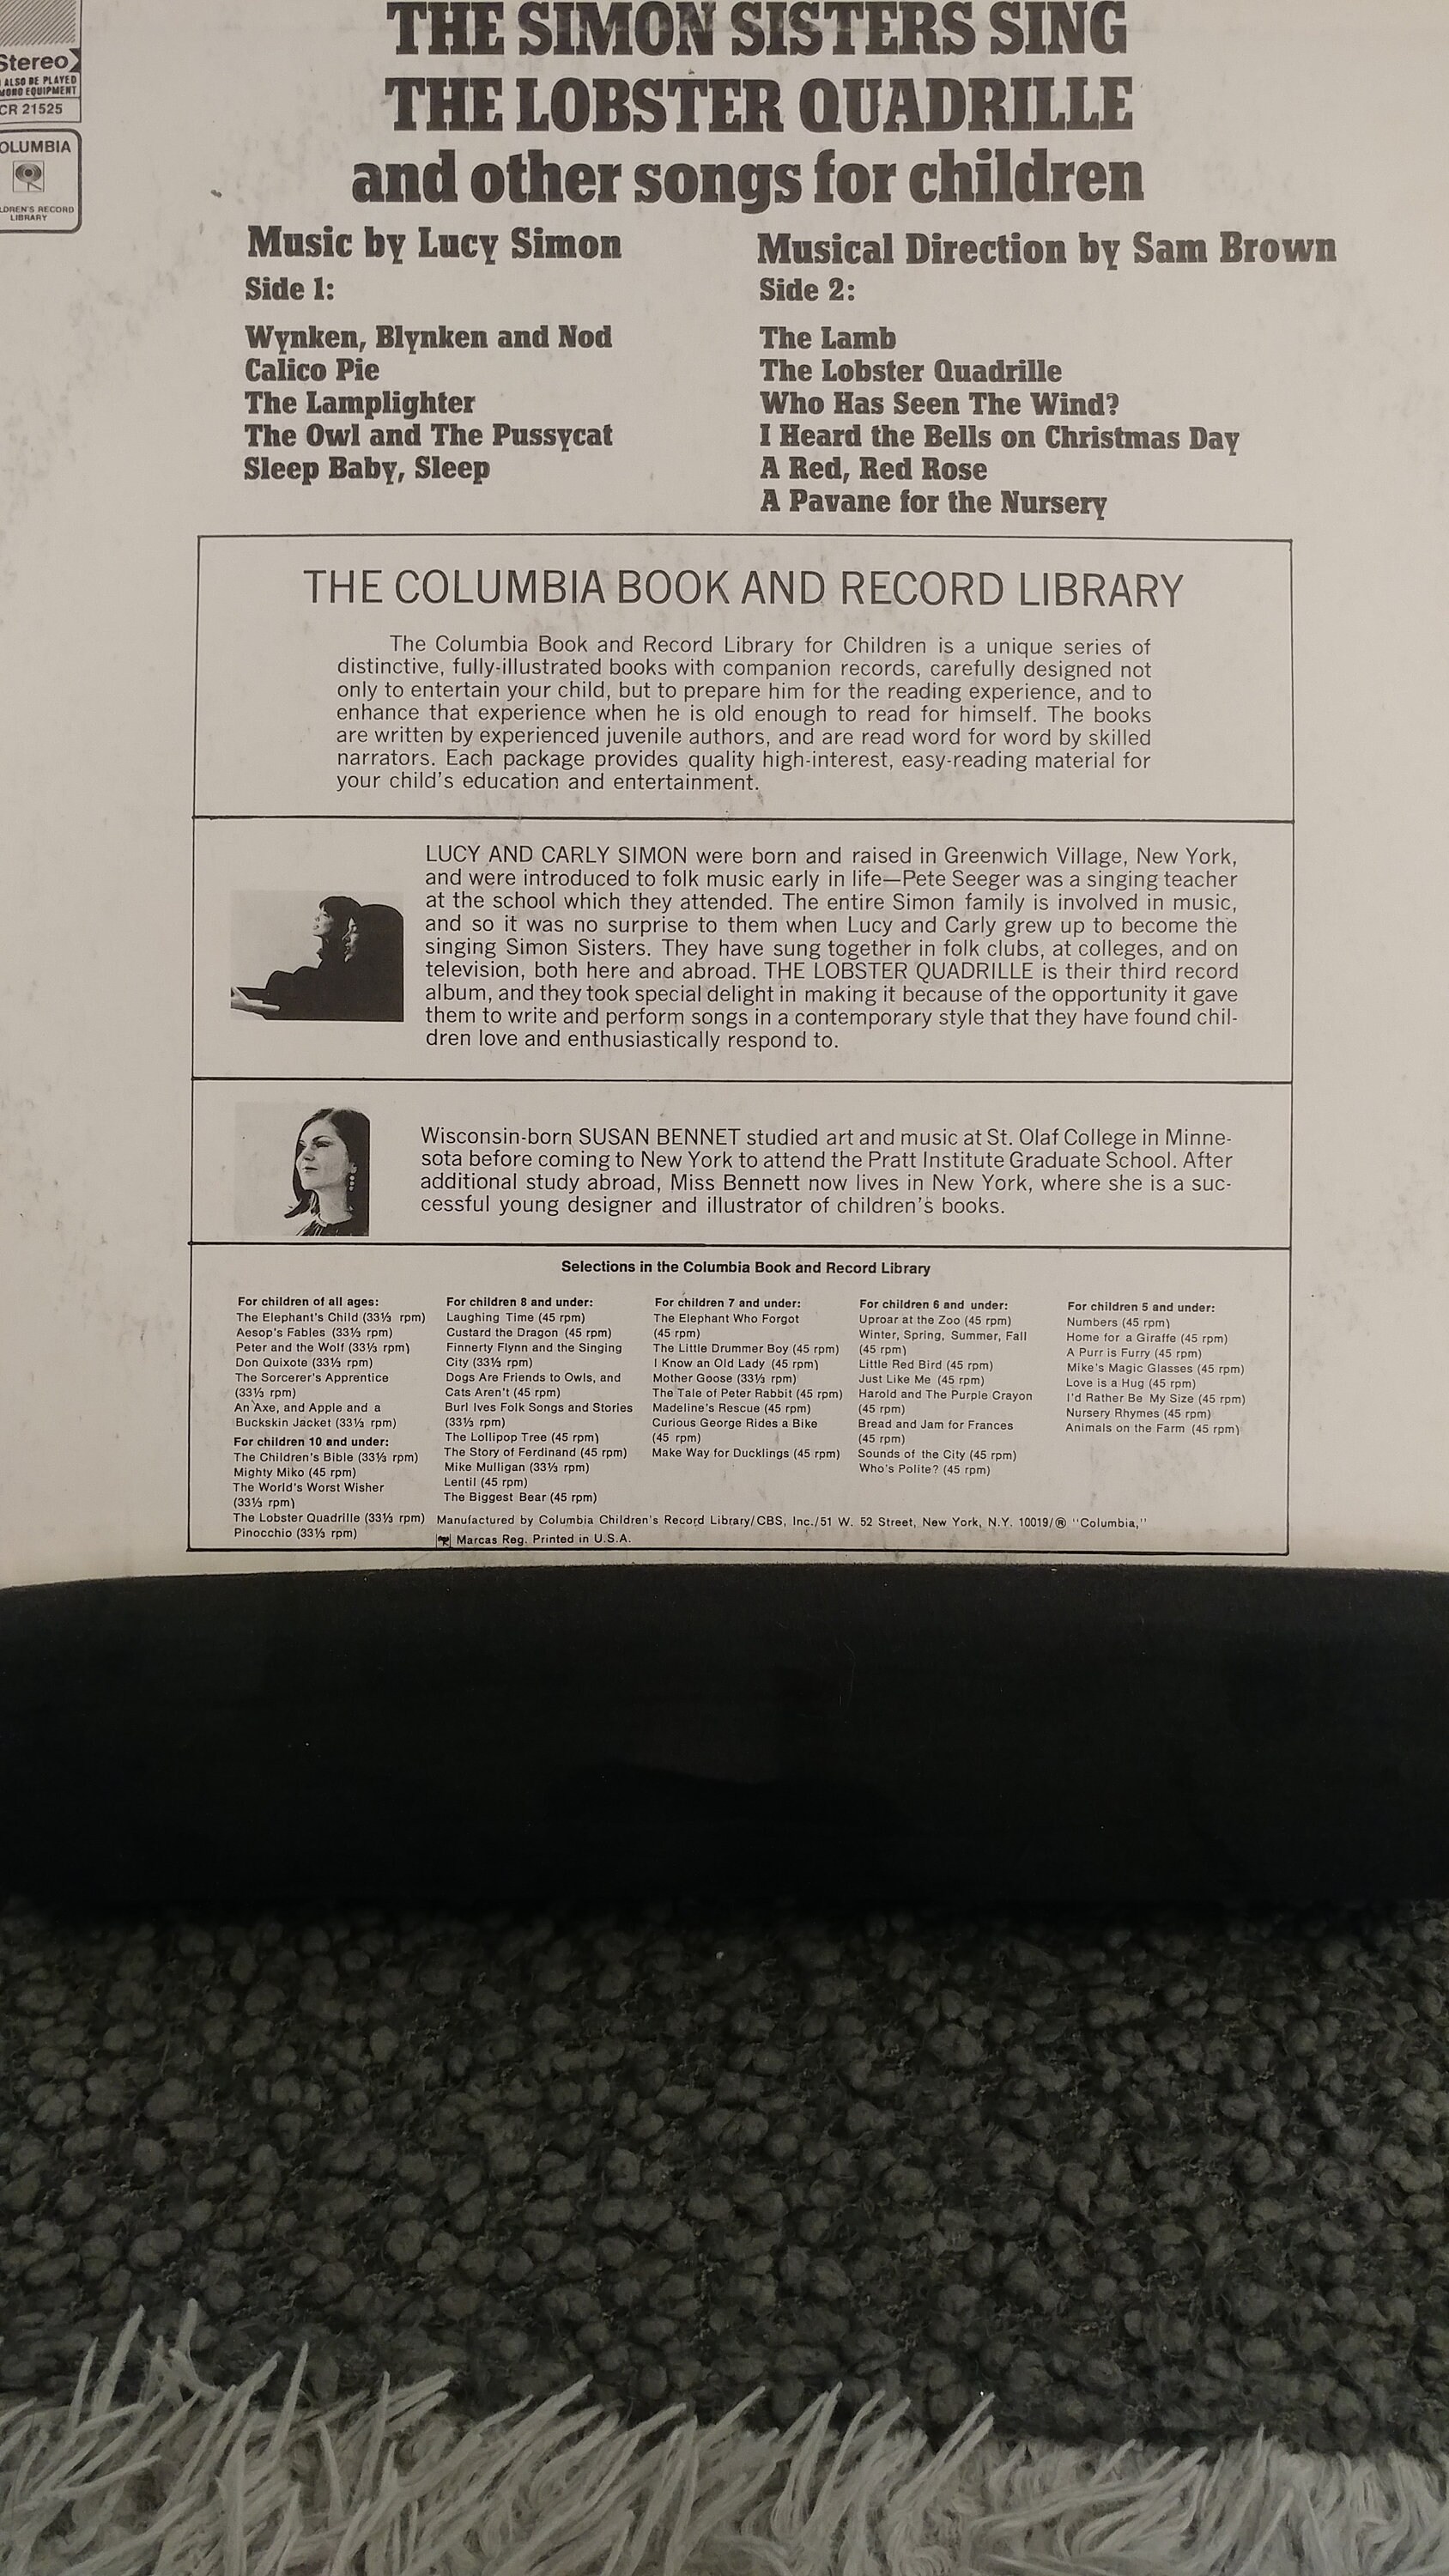 THE SIMON SISTERS SING
THE LOBSTER QUADRILLE
and other songs for children
Stereo
ALSO BE PLAYED
MONO EQUIPMENT
CR 21525
OLUMBIA
LDREN'S RECORD
LIBRARY
Music by Lucy Simon
Side 1:
Wynken, Blynken and Nod
Calico Pie
The Lamplighter
The Owl and The Pussycat
Sleep Baby, Sleep
Musical Direction by Sam Brown
Side 2:
The Lamb
The Lobster Quadrille
Who Has Seen The Wind?
I Heard the Bells on Christmas Day
A Red, Red Rose
A Pavane for the Nursery
THE COLUMBIA BOOK AND RECORD LIBRARY
The Columbia Book and Record Library for Children is a unique series of
distinctive, fully-illustrated books with companion records, carefully designed not
only to entertain your child, but to prepare him for the reading experience, and to
enhance that experience when he is old enough to read for himself. The books
are written by experienced juvenile authors, and are read word for word by skilled
narrators. Each package provides quality high-interest, easy-reading material for
your child's education and entertainment.
LUCY AND CARLY SIMON were born and raised in Greenwich Village, New York,
and were introduced to folk music early in life—Pete Seeger was a singing teacher
at the school which they attended. The entire Simon family is involved in music,
and so it was no surprise to them when Lucy and Carly grew up to become the
singing Simon Sisters. They have sung together in folk clubs, at colleges, and on
television, both here and abroad. THE LOBSTER QUADRILLE is their third record
album, and they took special delight in making it because of the opportunity it gave
them to write and perform songs in a contemporary style that they have found chil-
dren love and enthusiastically respond to.
Wisconsin-born SUSAN BENNET studied art and music at St. Olaf College in Minne-
sota before coming to New York to attend the Pratt Institute Graduate School. After
additional study abroad, Miss Bennett now lives in New York, where she is a suc-
cessful young designer and illustrator of children's books.
Selections in the Columbia Book and Record Library
For children of all ages:
The Elephant's Child (33⅓ rpm)
Aesop's Fables (33⅓ rpm)
Peter and the Wolf (33⅓ rpm)
Don Quixote (33⅓ rpm)
The Sorcerer's Apprentice
(33⅓ rpm)
An Axe, and Apple and a
Buckskin Jacket (33⅓ rpm)
For children 10 and under:
The Children's Bible (33⅓ rpm)
Mighty Miko (45 rpm)
The World's Worst Wisher
(33⅓ rpm)
The Lobster Quadrille (33⅓ rpm)
Pinocchio (33⅓ rpm)
For children 8 and under:
Laughing Time (45 rpm)
Custard the Dragon (45 rpm)
Finnerty Flynn and the Singing
City (33⅓ rpm)
Dogs Are Friends to Owls, and
Cats Aren't (45 rpm)
Burl Ives Folk Songs and Stories
(33⅓ rpm)
The Lollipop Tree (45 rpm)
The Story of Ferdinand (45 rpm)
Mike Mulligan (33⅓ rpm)
Lentil (45 rpm)
The Biggest Bear (45 rpm)
For children 7 and under:
The Elephant Who Forgot
(45 rpm)
The Little Drummer Boy (45 rpm)
I Know an Old Lady (45 rpm)
Mother Goose (33⅓ rpm)
The Tale of Peter Rabbit (45 rpm)
Madeline's Rescue (45 rpm)
Curious George Rides a Bike
(45 rpm)
Make Way for Ducklings (45 rpm)
For children 6 and under:
Uproar at the Zoo (45 rpm)
Winter, Spring, Summer, Fall
(45 rpm)
Little Red Bird (45 rpm)
Just Like Me (45 rpm)
Harold and The Purple Crayon
(45 rpm)
Bread and Jam for Frances
(45 rpm)
Sounds of the City (45 rpm)
Who's Polite? (45 rpm)
For children 5 and under:
Numbers (45 rpm)
Home for a Giraffe (45 rpm)
A Purr is Furry (45 rpm)
Mike's Magic Glasses (45 rpm)
Love is a Hug (45 rpm)
I'd Rather Be My Size (45 rpm)
Nursery Rhymes (45 rpm)
Animals on the Farm (45 rpm)
Manufactured by Columbia Children's Record Library/CBS, Inc./51 W. 52 Street, New York, N.Y. 10019/® "Columbia,"
Marcas Reg. Printed in U.S.A.